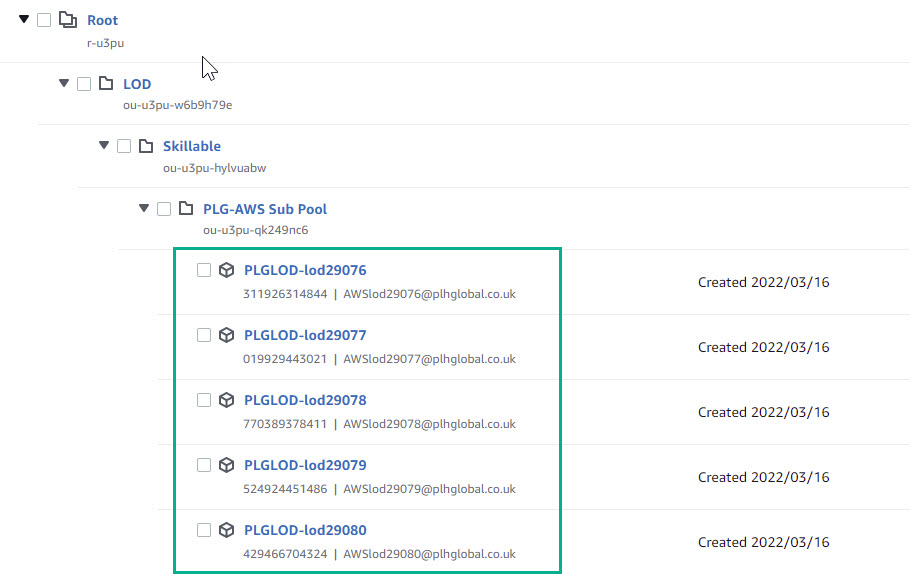 Root
r-u3pu
LOD
ou-u3pu-w6b9h79e
Skillable
ou-u3pu-hylvuabw
PLG-AWS Sub Pool
ou-u3pu-qk249nc6
PLGLOD-lod29076
311926314844 | AWSlod29076@plhglobal.co.uk
Created 2022/03/16
PLGLOD-lod29077
019929443021 | AWSlod29077@plhglobal.co.uk
Created 2022/03/16
PLGLOD-lod29078
770389378411 | AWSlod29078@plhglobal.co.uk
Created 2022/03/16
PLGLOD-lod29079
524924451486 | AWSlod29079@plhglobal.co.uk
Created 2022/03/16
PLGLOD-lod29080
429466704324 | AWSlod29080@plhglobal.co.uk
Created 2022/03/16